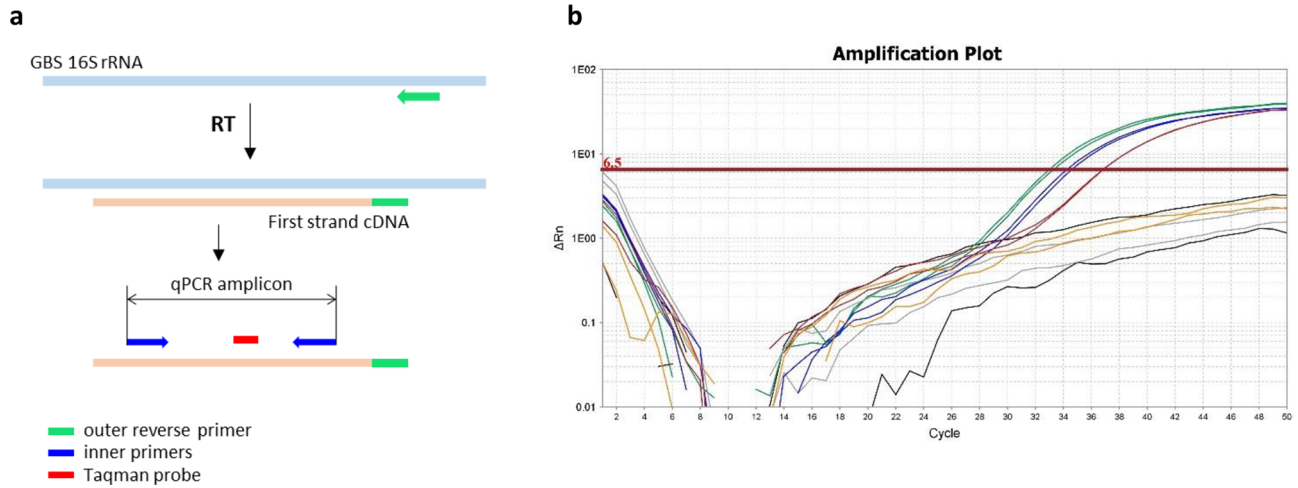 a
GBS 16S rRNA
RT
First strand cDNA
qPCR amplicon
outer reverse primer
inner primers
Taqman probe
b
Amplification Plot
1E02
1E01
6.5
1E00
0.1
0.01
ΔRn
2 4 6 8 10 12 14 16 18 20 22 24 26 28 30 32 34 36 38 40 42 44 46 48 50
Cycle